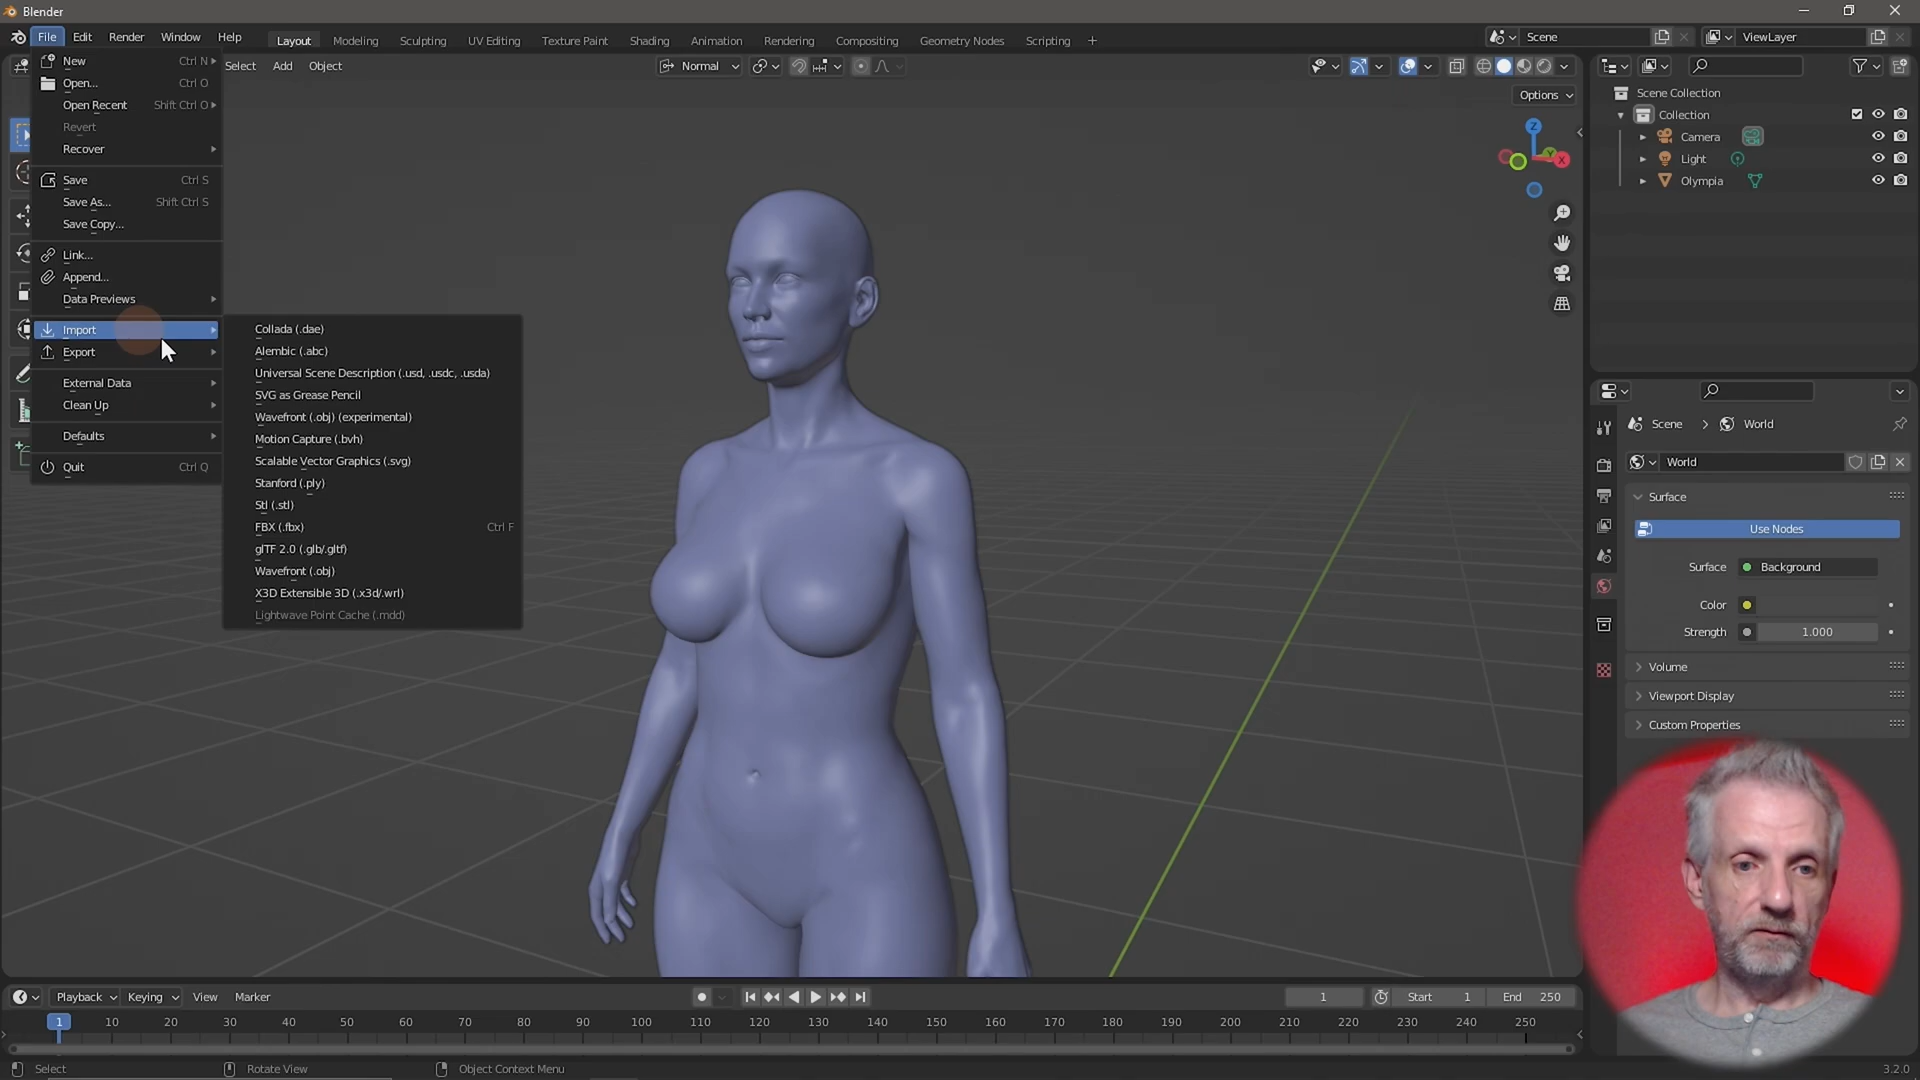 Blender
File Edit Render Window Help
Layout Modeling Sculpting UV Editing Texture Paint Shading Animation Rendering Compositing Geometry Nodes Scripting +
Scene
ViewLayer
Select Add Object
Normal
Options
New Ctrl N
Open... Ctrl O
Open Recent Shift Ctrl O
Revert
Recover
Save Ctrl S
Save As... Shift Ctrl S
Save Copy...
Link...
Append...
Data Previews
Import
Export
External Data
Clean Up
Defaults
Quit Ctrl Q
Collada (.dae)
Alembic (.abc)
Universal Scene Description (.usd, .usdc, .usda)
SVG as Grease Pencil
Wavefront (.obj) (experimental)
Motion Capture (.bvh)
Scalable Vector Graphics (.svg)
Stanford (.ply)
Stl (.stl)
FBX (.fbx) Ctrl F
glTF 2.0 (.glb/.gltf)
Wavefront (.obj)
X3D Extensible 3D (.x3d/.wrl)
Lightwave Point Cache (.mdd)
Z
Y
X
Scene Collection
Collection
Camera
Light
Olympia
Scene > World
World
Surface
Use Nodes
Surface Background
Color
Strength 1.000
Volume
Viewport Display
Custom Properties
Playback Keying View Marker
1 Start 1 End 250
1 10 20 30 40 50 60 70 80 90 100 110 120 130 140 150 160 170 180 190 200 210 220 230 240 250
Select Rotate View Object Context Menu 3.2.0